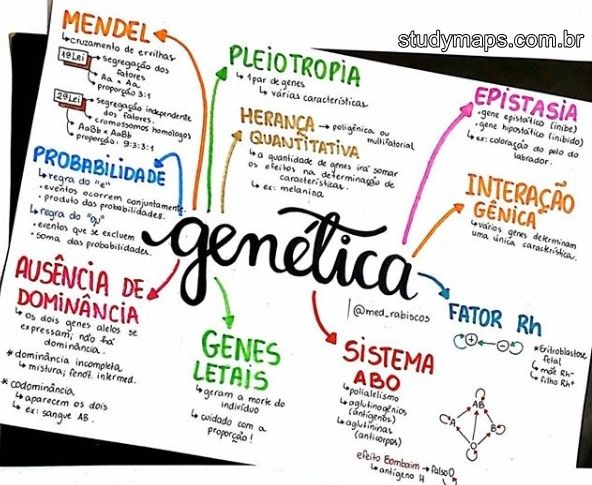 studymaps.com.br
MENDEL
↳ cruzamento de ervilhas
1ª Lei → segregação dos
fatores
↳ Aa × Aa
proporção 3:1
2ª Lei → segregação independente
dos fatores.
cromossomos homólogos
↳ AaBb × AaBb
↳ proporção: 9:3:3:1
PLEIOTROPIA
↳ 1 par de genes
↳ várias características
HERANÇA → poligênica ou
QUANTITATIVA multifatorial
↳ a quantidade de genes irá somar
os efeitos na determinação de
características.
↳ ex: melanina
EPISTASIA
• gene epistático (inibe)
• gene hipostático (inibido)
↳ ex: coloração do pelo do
labrador.
INTERAÇÃO
GÊNICA
↳ vários genes determinam
uma única característica.
PROBABILIDADE
↳ regra do "e"
• eventos ocorrem conjuntamente.
• produto das probabilidades.
↳ regra do "ou"
• eventos que se excluem
• soma das probabilidades.
genética
@med_rabiscos
AUSÊNCIA DE
DOMINÂNCIA
↳ os dois genes alelos se
expressam; não há
dominância.
* dominância incompleta
↳ mistura; fenót. intermed.
* codominância
↳ aparecem os dois
↳ ex: sangue AB.
GENES
LETAIS
↳ geram a morte do
indivíduo
↳ cuidado com a
proporção!
SISTEMA
ABO
↳ polialelismo
↳ aglutinogênios
(antígenos)
↳ aglutininas
(anticorpos)
efeito Bombaim → falso O
↳ antígeno H
AB
A B
O
FATOR Rh
+ ← -
* Eritroblastose
fetal
↳ mãe Rh-
↳ filho Rh+